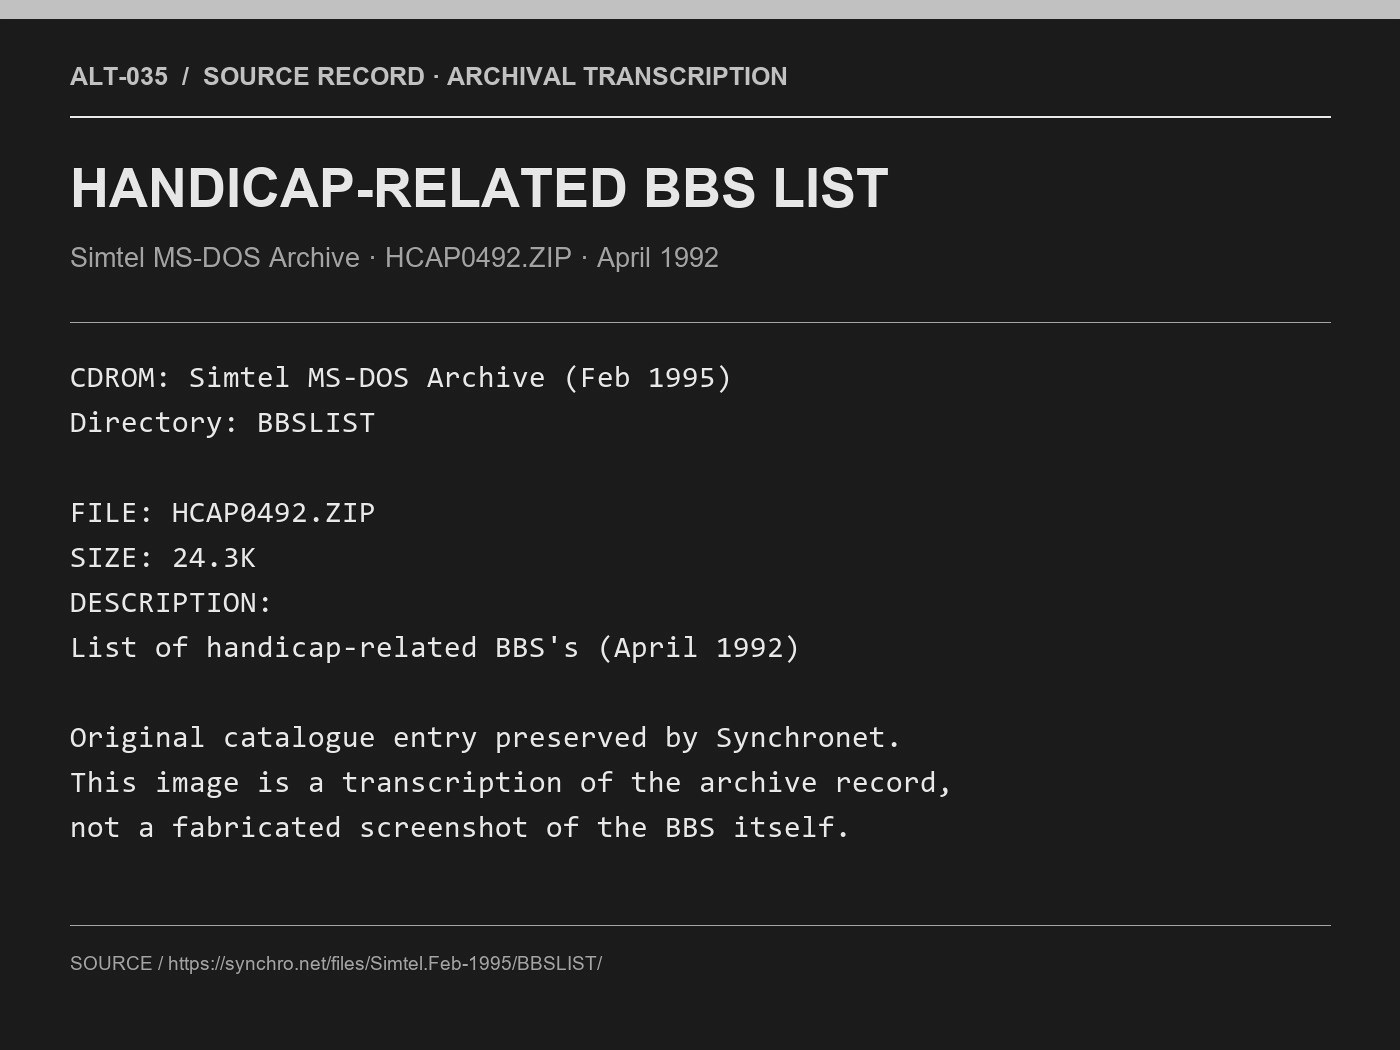 ALT-035 / SOURCE RECORD · ARCHIVAL TRANSCRIPTION
HANDICAP-RELATED BBS LIST
Simtel MS-DOS Archive · HCAP0492.ZIP · April 1992
CDROM: Simtel MS-DOS Archive (Feb 1995)
Directory: BBSLIST
FILE: HCAP0492.ZIP
SIZE: 24.3K
DESCRIPTION:
List of handicap-related BBS's (April 1992)
Original catalogue entry preserved by Synchronet.
This image is a transcription of the archive record,
not a fabricated screenshot of the BBS itself.
SOURCE / https://synchro.net/files/Simtel.Feb-1995/BBSLIST/